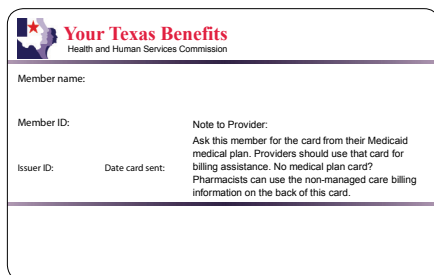 Your Texas Benefits
Health and Human Services Commission
Member name:
Member ID:
Note to Provider:
Ask this member for the card from their Medicaid
medical plan. Providers should use that card for
Issuer ID: Date card sent: billing assistance. No medical plan card?
Pharmacists can use the non-managed care billing
information on the back of this card.